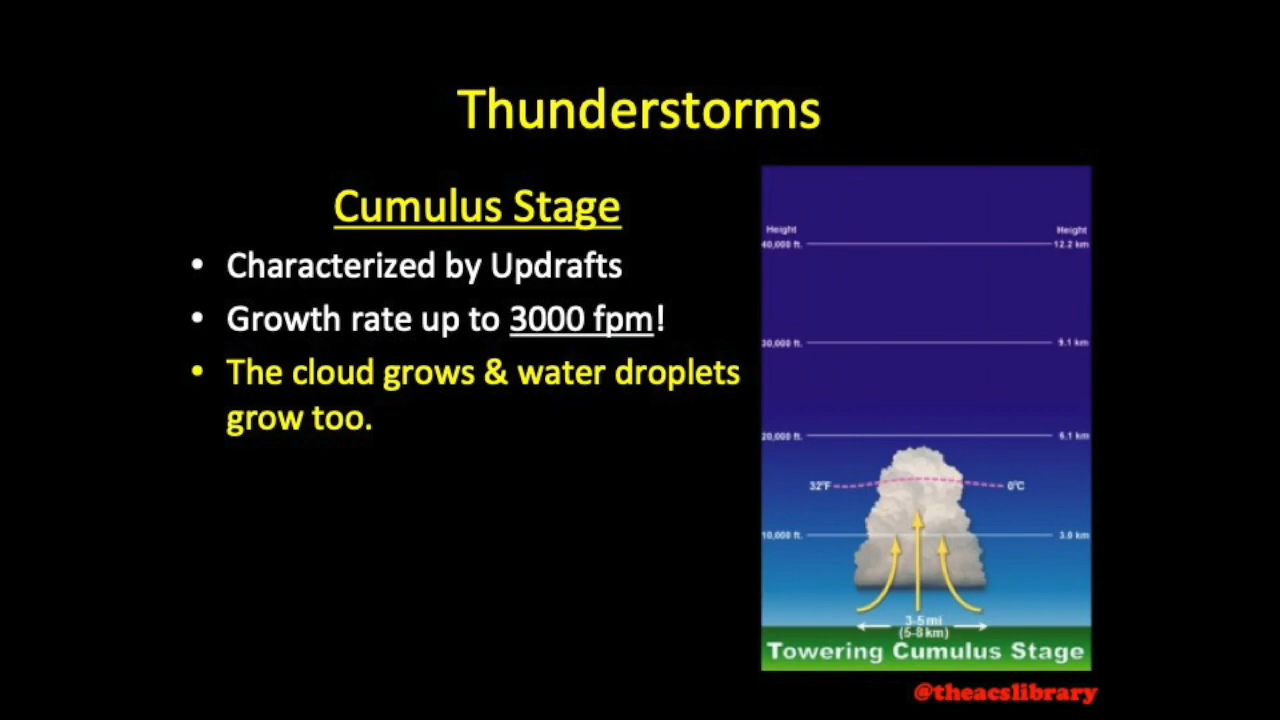 Thunderstorms
Cumulus Stage
• Characterized by Updrafts
• Growth rate up to 3000 fpm!
• The cloud grows & water droplets
grow too.
Height Height
40,000 ft. 12.2 km
30,000 ft. 9.1 km
20,000 ft. 6.1 km
32°F 0°C
10,000 ft. 3.0 km
3-5 mi
(5-8 km)
Towering Cumulus Stage
@theacslibrary